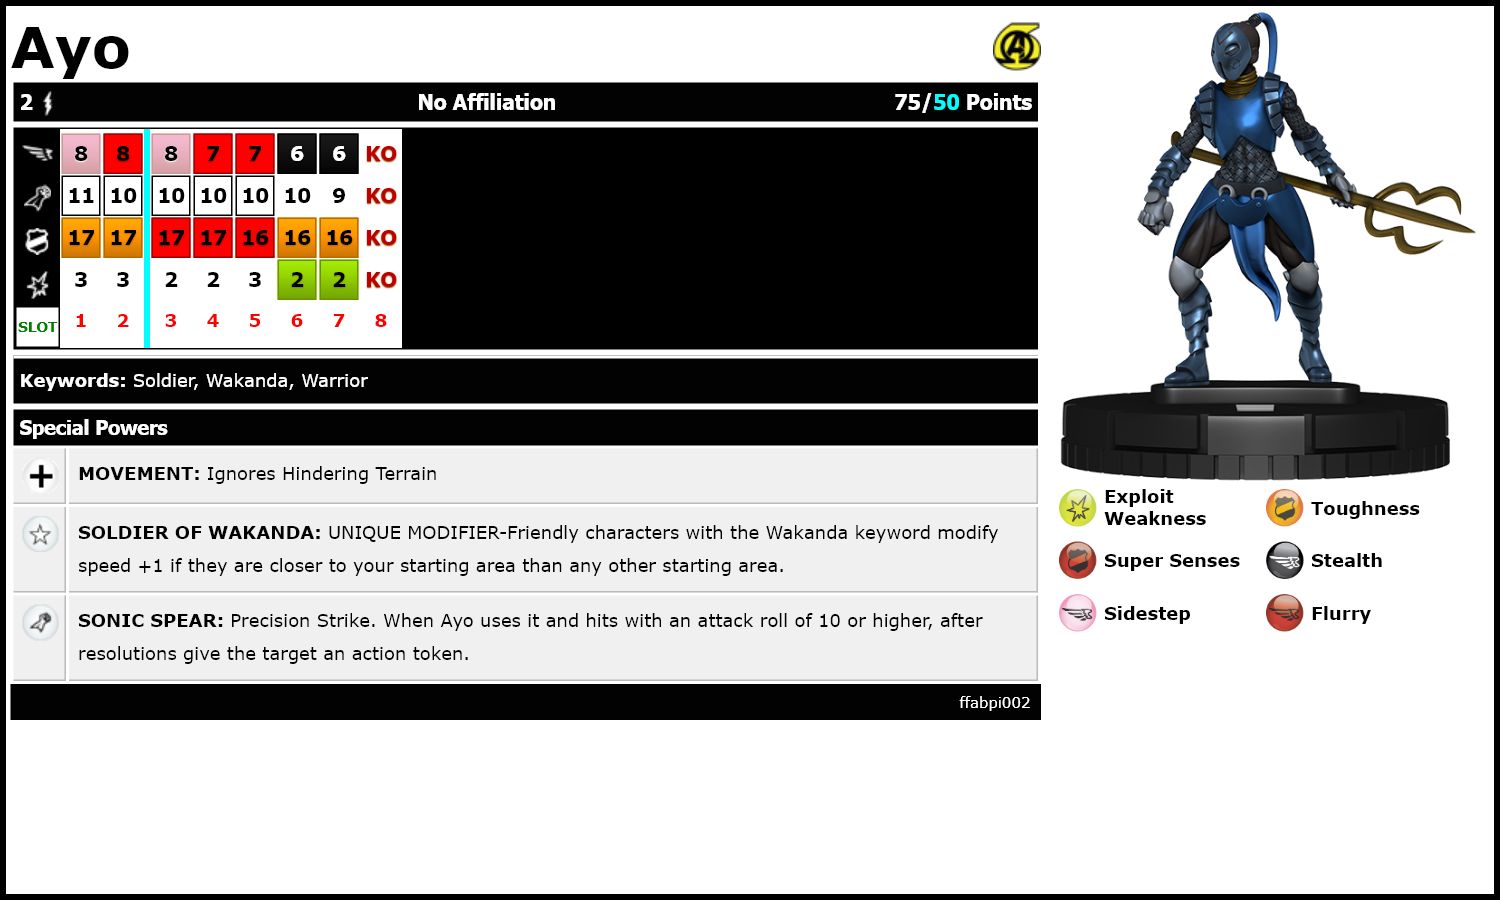 Ayo
2 No Affiliation 75/50 Points
8 8 8 7 7 6 6 KO
11 10 10 10 10 10 9 KO
17 17 17 17 16 16 16 KO
3 3 2 2 3 2 2 KO
SLOT 1 2 3 4 5 6 7 8
Keywords: Soldier, Wakanda, Warrior
Special Powers
MOVEMENT: Ignores Hindering Terrain
SOLDIER OF WAKANDA: UNIQUE MODIFIER-Friendly characters with the Wakanda keyword modify
speed +1 if they are closer to your starting area than any other starting area.
SONIC SPEAR: Precision Strike. When Ayo uses it and hits with an attack roll of 10 or higher, after
resolutions give the target an action token.
ffabpi002
Exploit
Weakness
Toughness
Super Senses
Stealth
Sidestep
Flurry